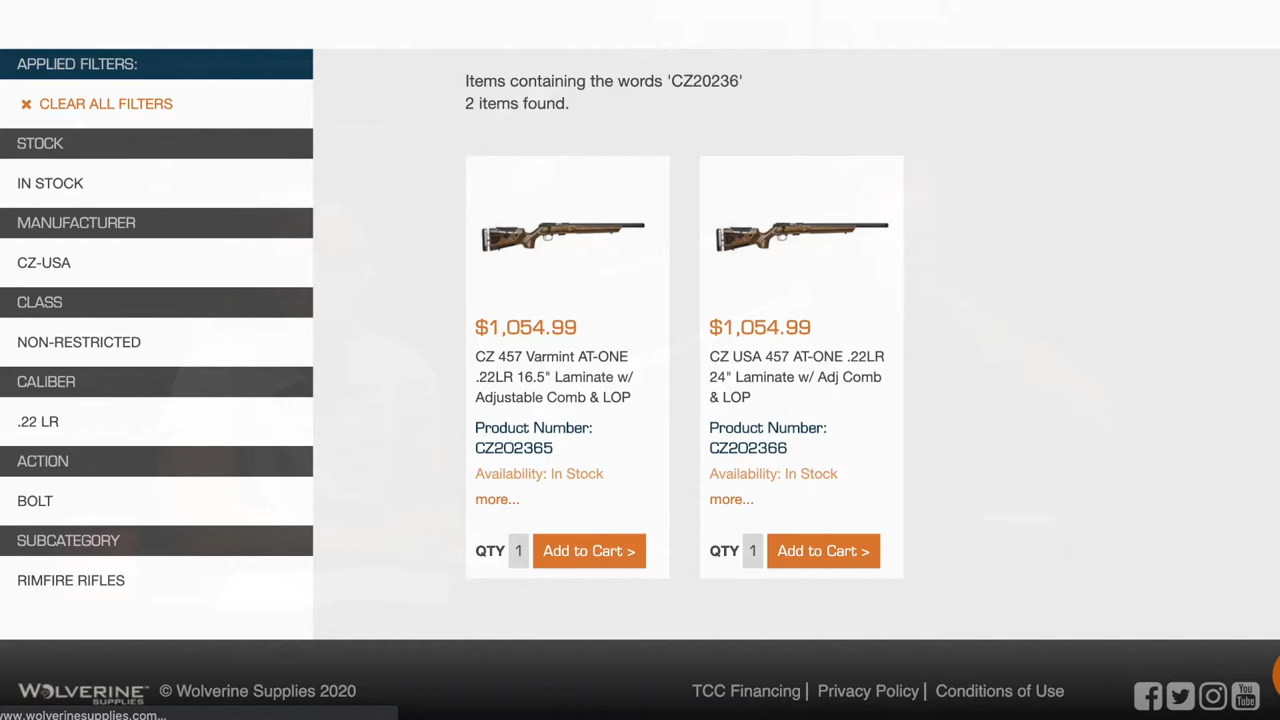 APPLIED FILTERS:
✖ CLEAR ALL FILTERS
STOCK
IN STOCK
MANUFACTURER
CZ-USA
CLASS
NON-RESTRICTED
CALIBER
.22 LR
ACTION
BOLT
SUBCATEGORY
RIMFIRE RIFLES
Items containing the words 'CZ20236'
2 items found.
$1,054.99
CZ 457 Varmint AT-ONE
.22LR 16.5" Laminate w/
Adjustable Comb & LOP
Product Number:
CZ202365
Availability: In Stock
more...
QTY 1 Add to Cart >
$1,054.99
CZ USA 457 AT-ONE .22LR
24" Laminate w/ Adj Comb
& LOP
Product Number:
CZ202366
Availability: In Stock
more...
QTY 1 Add to Cart >
WOLVERINE
SUPPLIES
© Wolverine Supplies 2020
TCC Financing | Privacy Policy | Conditions of Use
You
Tube
www.wolverinesupplies.com...